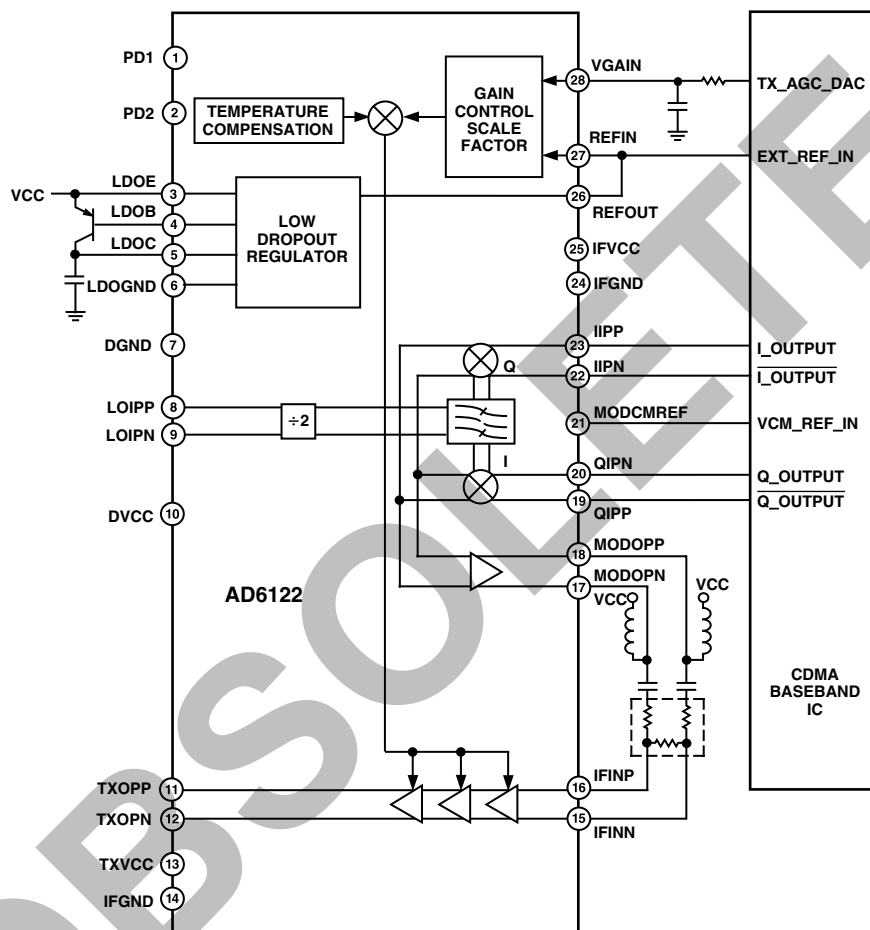 PD1 1
PD2 2
TEMPERATURE
COMPENSATION
GAIN
CONTROL
SCALE
FACTOR
28 VGAIN
TX_AGC_DAC
27 REFIN
EXT_REF_IN
26 REFOUT
VCC
LDOE 3
LDOB 4
LDOC 5
LDOGND 6
LOW
DROPOUT
REGULATOR
25 IFVCC
24 IFGND
DGND 7
23 IIPP
I_OUTPUT
Q
22 IIPN
I_OUTPUT
LOIPP 8
LOIPN 9
÷2
21 MODCMREF
VCM_REF_IN
I
20 QIPN
Q_OUTPUT
19 QIPP
Q_OUTPUT
DVCC 10
18 MODOPP
17 MODOPN
VCC
VCC
AD6122
CDMA
BASEBAND
IC
TXOPP 11
TXOPN 12
16 IFINP
15 IFINN
TXVCC 13
IFGND 14
OBSOLETE